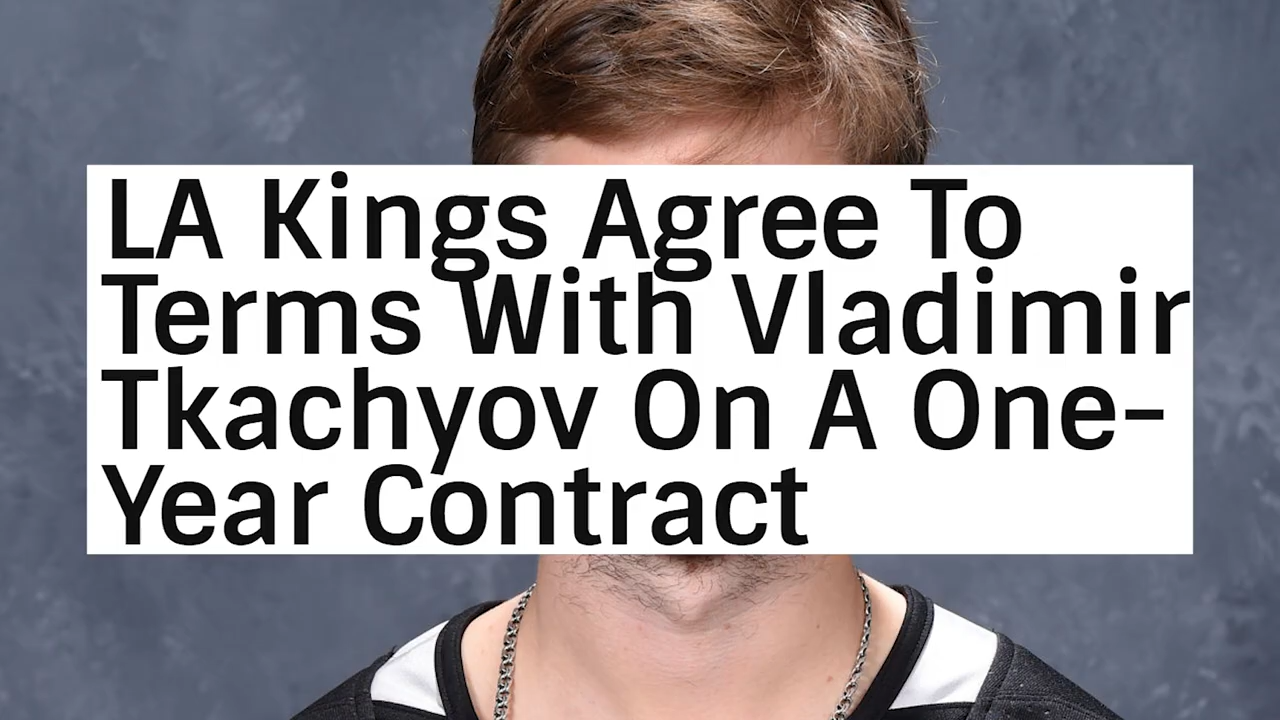 LA Kings Agree To
Terms With Vladimir
Tkachyov On A One-
Year Contract